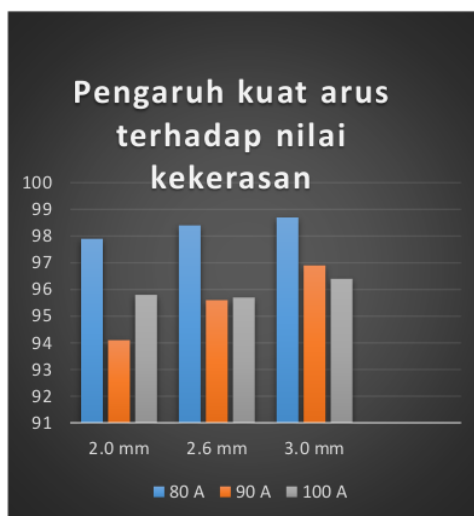 Pengaruh kuat arus
terhadap nilai
kekerasan
100
99
98
97
96
95
94
93
92
91
2.0 mm 2.6 mm 3.0 mm
80 A 90 A 100 A